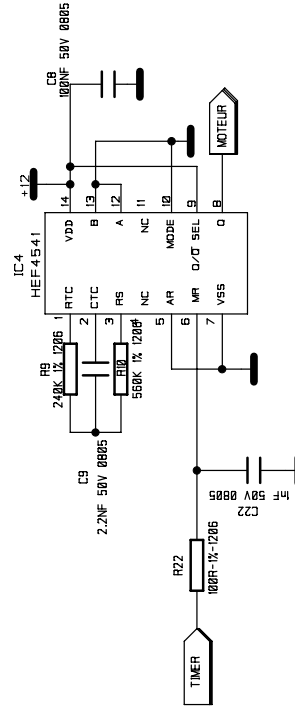 C8
100NF 50V 0805
+12
14
13
12
11
10
9
8
MOTEUR
IC4
HEF4541
VDD
B
A
NC
MODE
Q/Q SEL
Q
RTC
CTC
RS
NC
AR
MR
VSS
1
2
3
4
5
6
7
R9
240K 1% 1206
R10
560K 1% 1206
C9
2.2NF 50V 0805
C22
1nF 50V 0805
R22
100R-1%-1206
TIMER